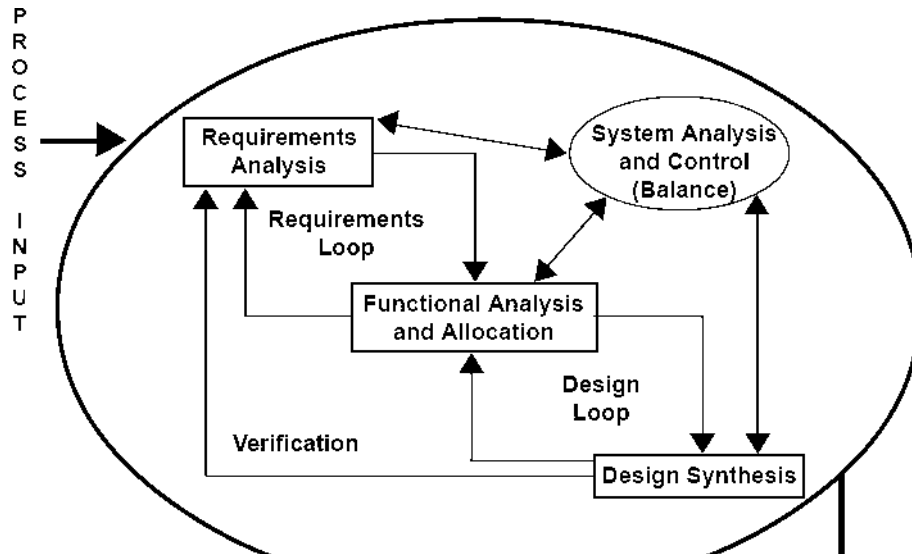 PROCESS INPUT
Requirements
Analysis
System Analysis
and Control
(Balance)
Requirements
Loop
Functional Analysis
and Allocation
Design
Loop
Verification
Design Synthesis